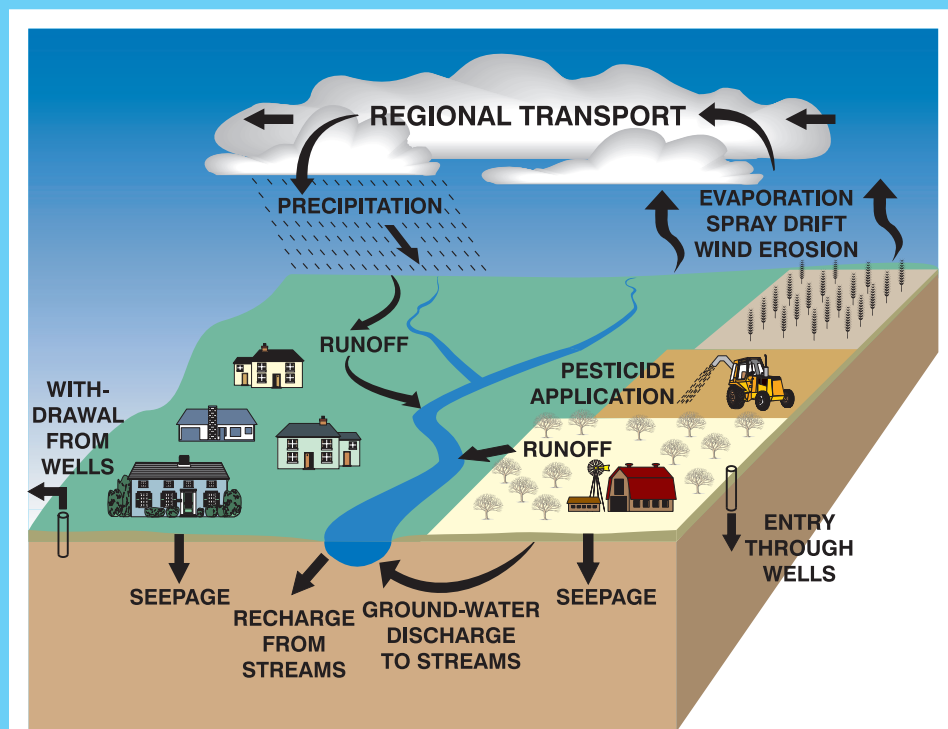 REGIONAL TRANSPORT
PRECIPITATION
EVAPORATION
SPRAY DRIFT
WIND EROSION
RUNOFF
PESTICIDE
APPLICATION
WITH-
DRAWAL
FROM
WELLS
RUNOFF
ENTRY
THROUGH
WELLS
SEEPAGE
RECHARGE
FROM
STREAMS
GROUND-WATER
DISCHARGE
TO STREAMS
SEEPAGE